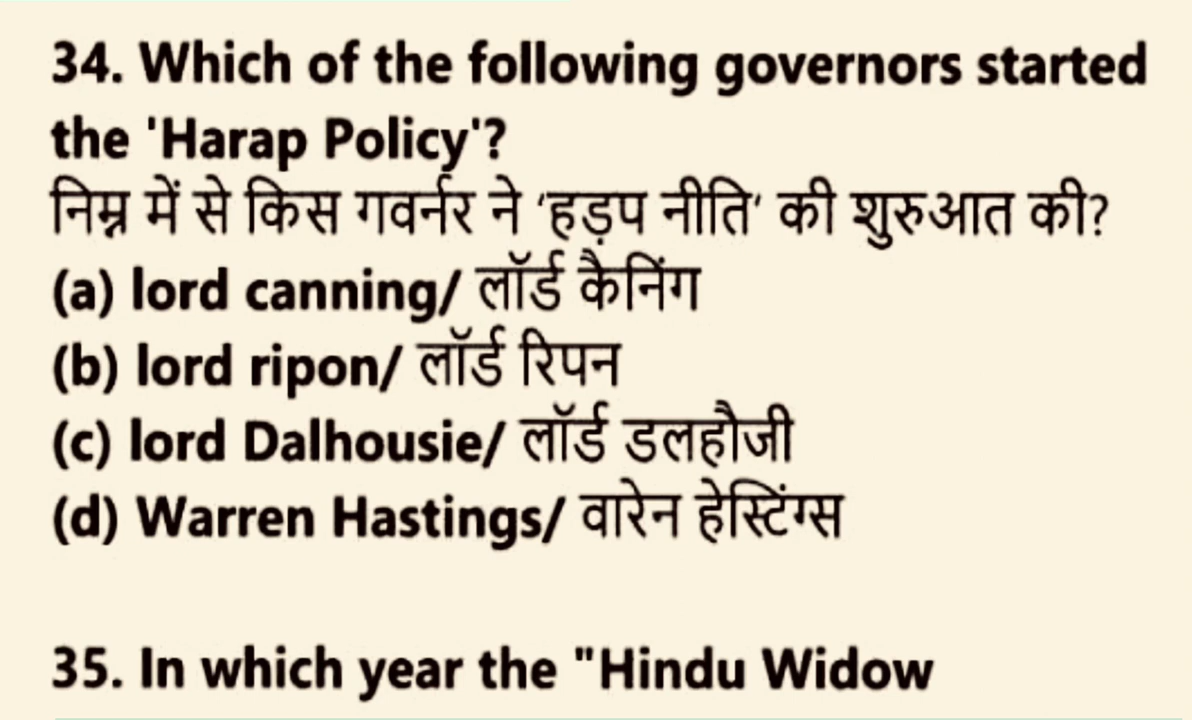 34. Which of the following governors started
the 'Harap Policy'?
निम्न में से किस गवर्नर ने ‘हड़प नीति’ की शुरुआत की?
(a) lord canning/ लॉर्ड कैनिंग
(b) lord ripon/ लॉर्ड रिपन
(c) lord Dalhousie/ लॉर्ड डलहौजी
(d) Warren Hastings/ वारेन हेस्टिंग्स
35. In which year the "Hindu Widow